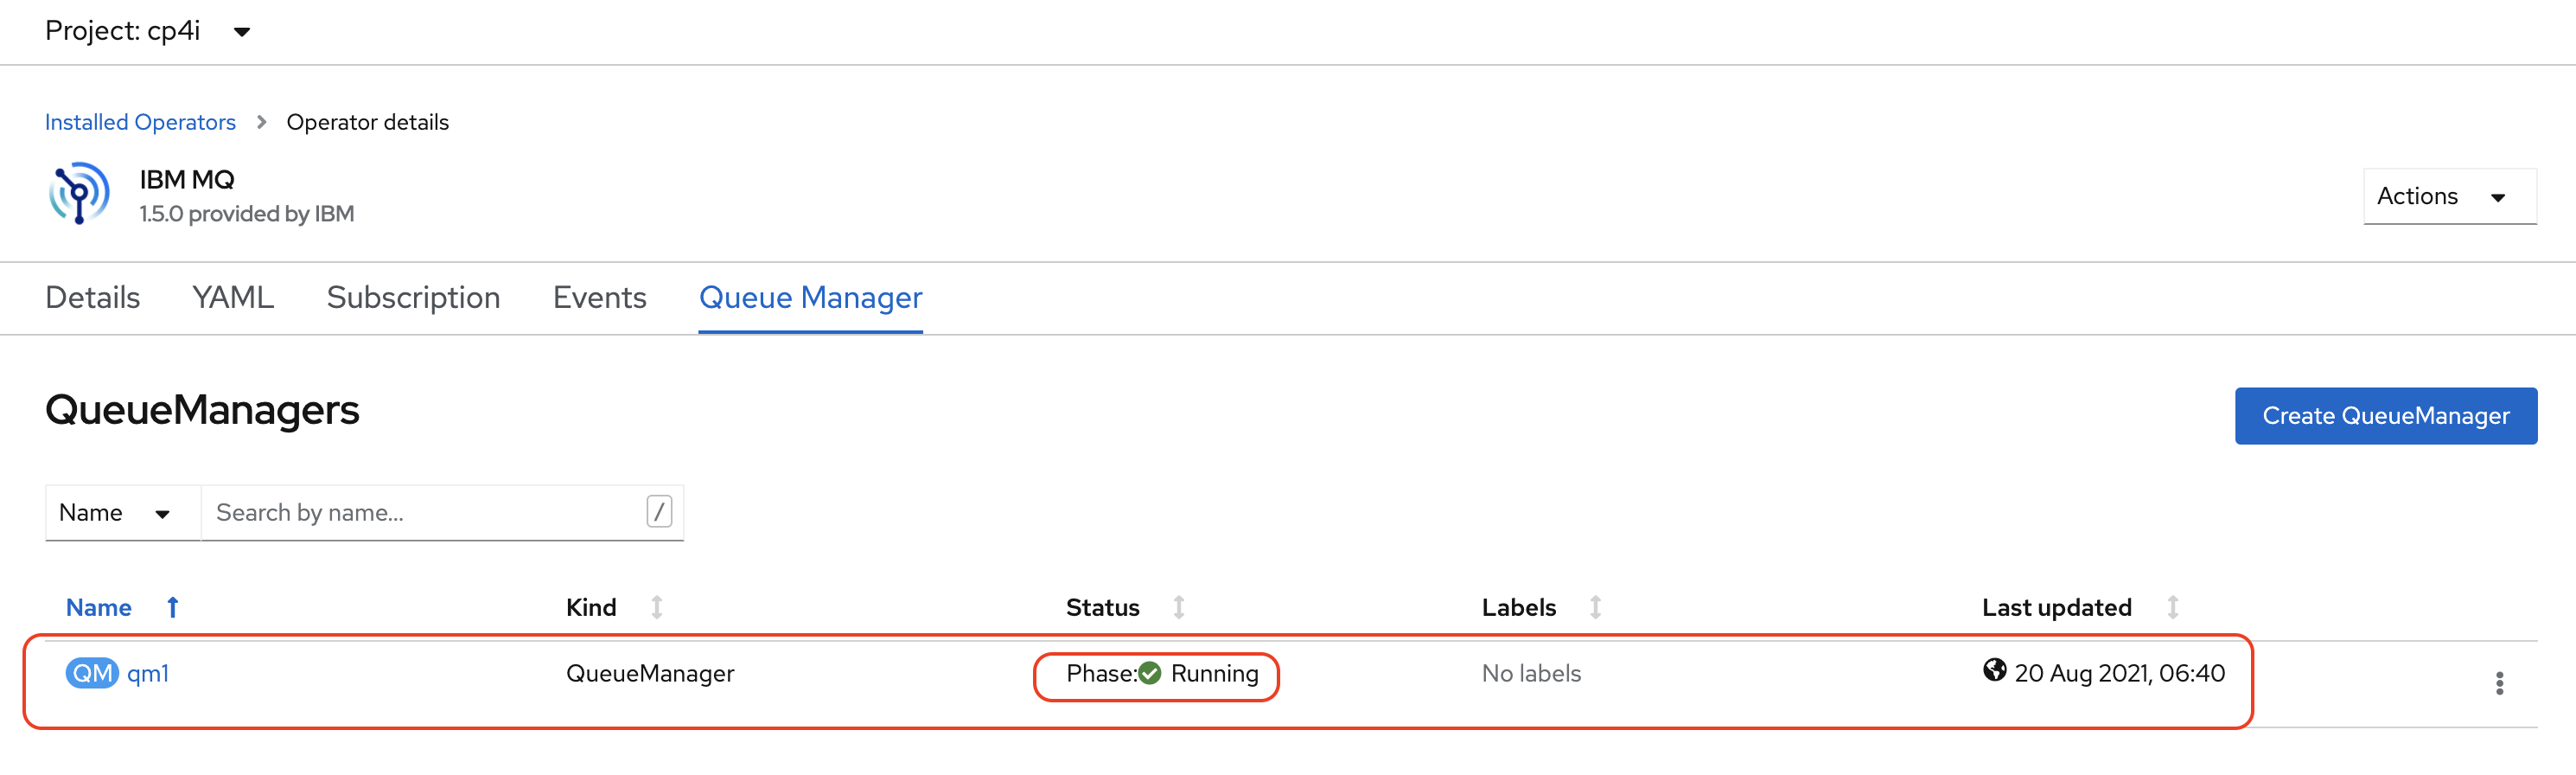 Project: cp4i
Installed Operators > Operator details
IBM MQ
1.5.0 provided by IBM
Actions
Details YAML Subscription Events Queue Manager
QueueManagers
Create QueueManager
Name Search by name... /
Name Kind Status Labels Last updated
QM qm1 QueueManager Phase: Running No labels 20 Aug 2021, 06:40